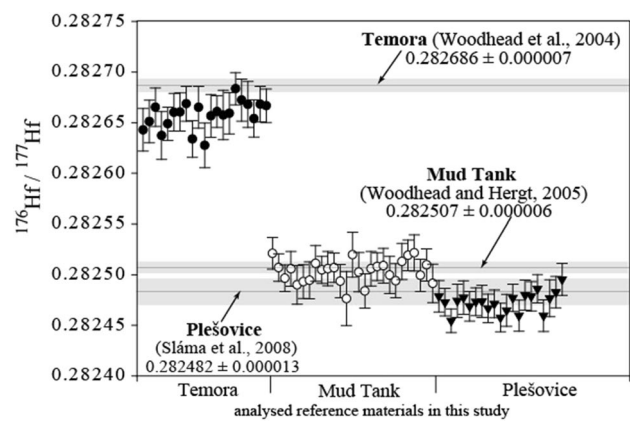 0.28275
Temora (Woodhead et al., 2004)
0.282686 ± 0.000007
0.28270
0.28265
¹⁷⁶Hf / ¹⁷⁷Hf
0.28260
Mud Tank
(Woodhead and Hergt, 2005)
0.282507 ± 0.000006
0.28255
0.28250
0.28245
Plešovice
(Sláma et al., 2008)
0.282482 ± 0.000013
0.28240
Temora Mud Tank Plešovice
analysed reference materials in this study